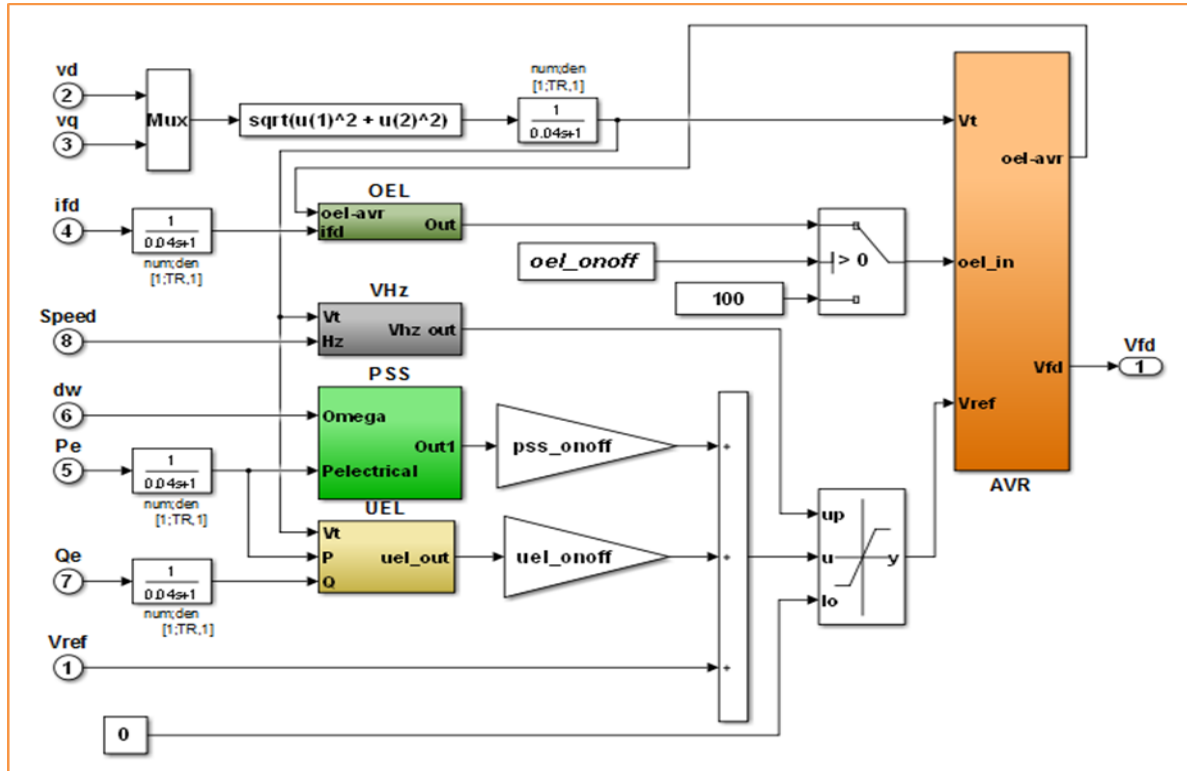 vd
2
vq
3
Mux
sqrt(u(1)^2 + u(2)^2)
num;den
[1;TR,1]
1
0.04s+1
Vt
oel-avr
OEL
oel-avr
ifd
Out
ifd
4
1
0.04s+1
num;den
[1;TR,1]
oel_onoff
| > 0
oel_in
100
VHz
Vt
Hz
Vhz out
Speed
8
Vfd
Vfd
1
PSS
dw
6
Omega
Out1
Pelectrical
pss_onoff
Vref
AVR
Pe
5
1
0.04s+1
num;den
[1;TR,1]
UEL
Vt
P
Q
uel_out
uel_onoff
up
u
lo
y
Qe
7
1
0.04s+1
num;den
[1;TR,1]
+
+
+
Vref
1
0